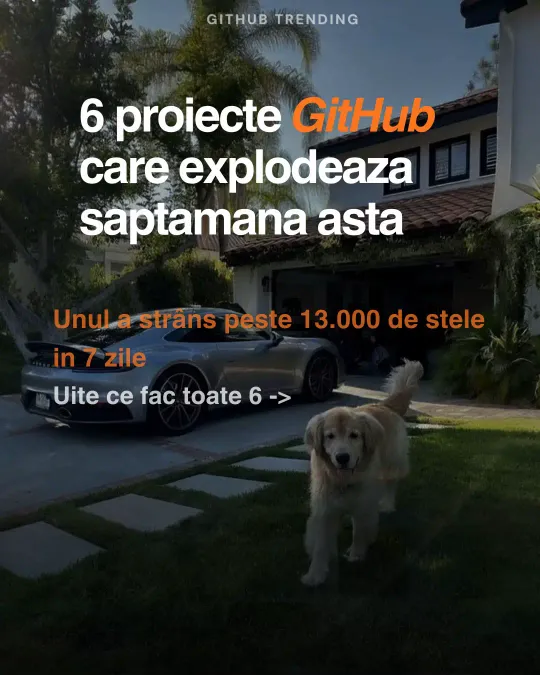 GITHUB TRENDING
6 proiecte GitHub
care explodeaza
saptamana asta
Unul a strâns peste 13.000 de stele
in 7 zile
Uite ce fac toate 6 ->